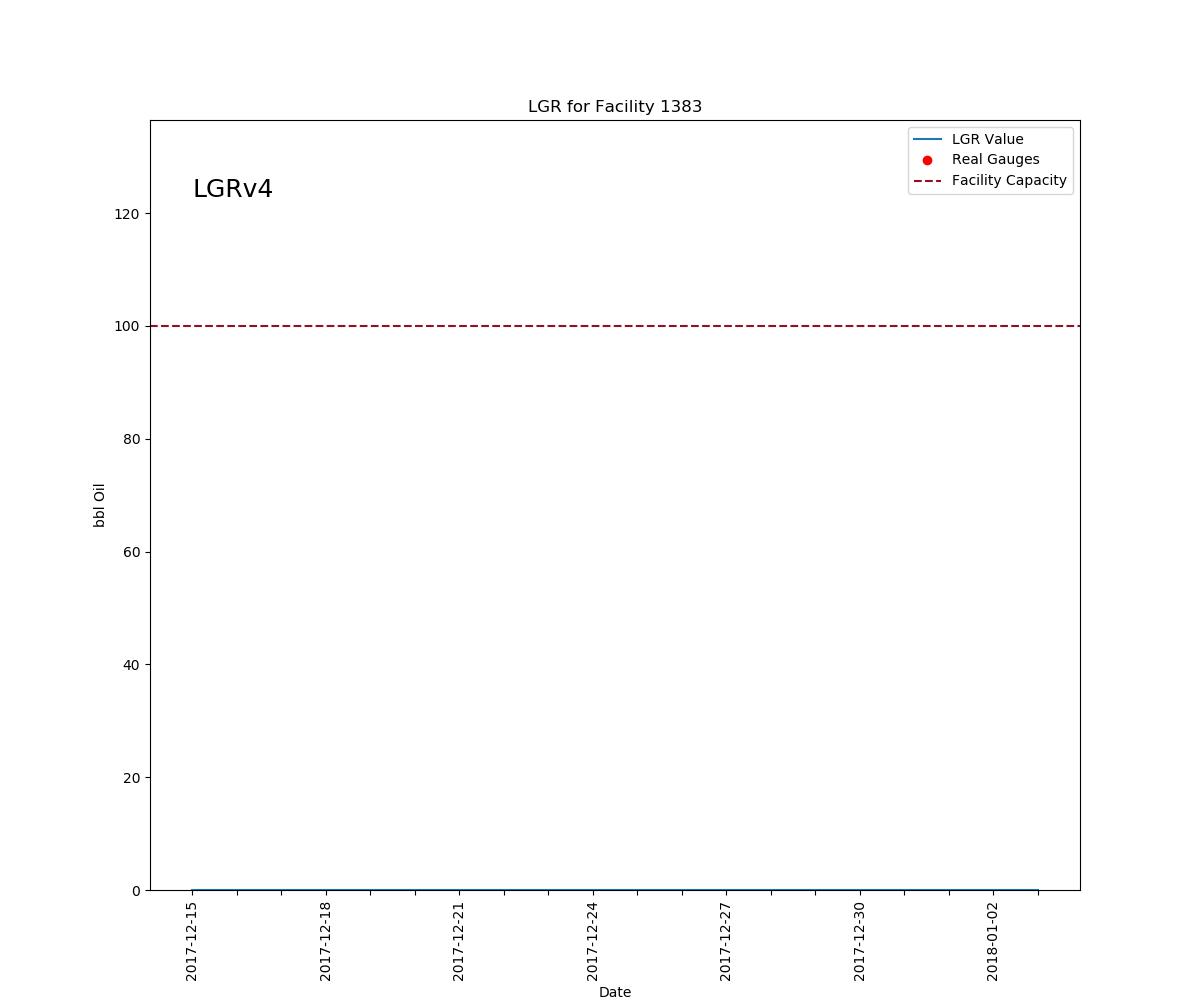 LGR for Facility 1383
LGR Value
Real Gauges
Facility Capacity
LGRv4
120
100
80
60
40
20
0
bbl Oil
2017-12-15
2017-12-18
2017-12-21
2017-12-24
2017-12-27
2017-12-30
2018-01-02
Date